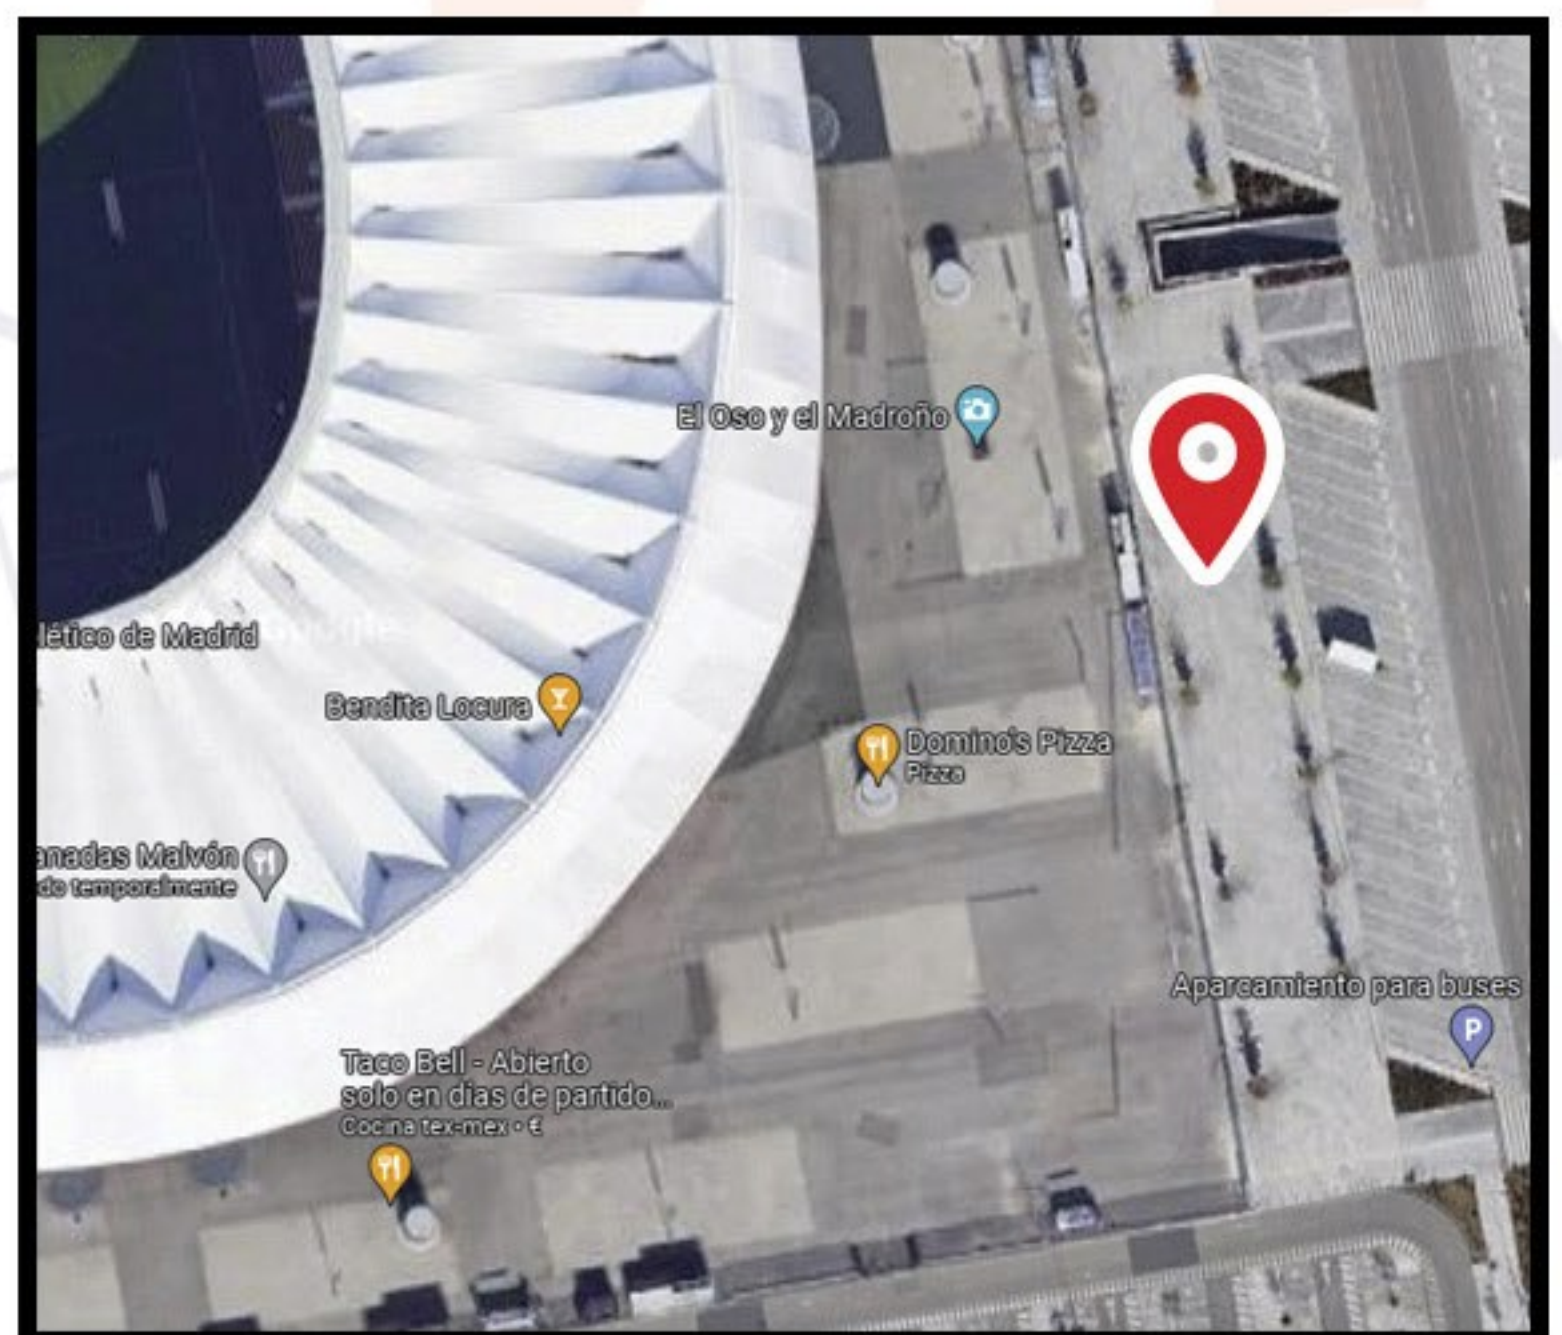 El Oso y el Madroño
lético de Madrid
Bendita Locura
Domino's Pizza
Pizza
anadas Malvón
do temporalmente
Aparcamiento para buses
P
Taco Bell - Abierto
solo en días de partido...
Cocina tex-mex • €